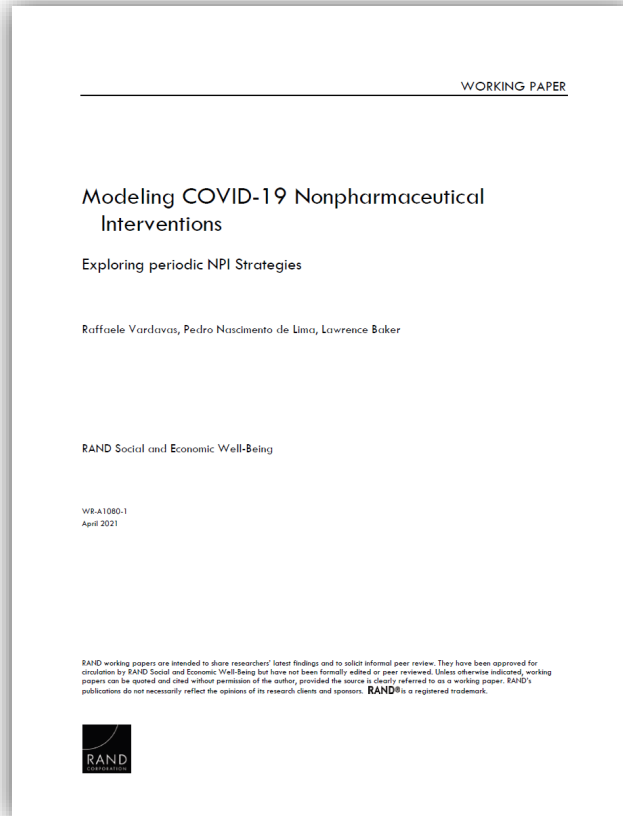 WORKING PAPER
Modeling COVID-19 Nonpharmaceutical
Interventions
Exploring periodic NPI Strategies
Raffaele Vardavas, Pedro Nascimento de Lima, Lawrence Baker
RAND Social and Economic Well-Being
WR-A1080-1
April 2021
RAND working papers are intended to share researchers' latest findings and to solicit informal peer review. They have been approved for
circulation by RAND Social and Economic Well-Being but have not been formally edited or peer reviewed. Unless otherwise indicated, working
papers can be quoted and cited without permission of the author, provided the source is clearly referred to as a working paper. RAND's
publications do not necessarily reflect the opinions of its research clients and sponsors. RAND® is a registered trademark.
RAND
CORPORATION